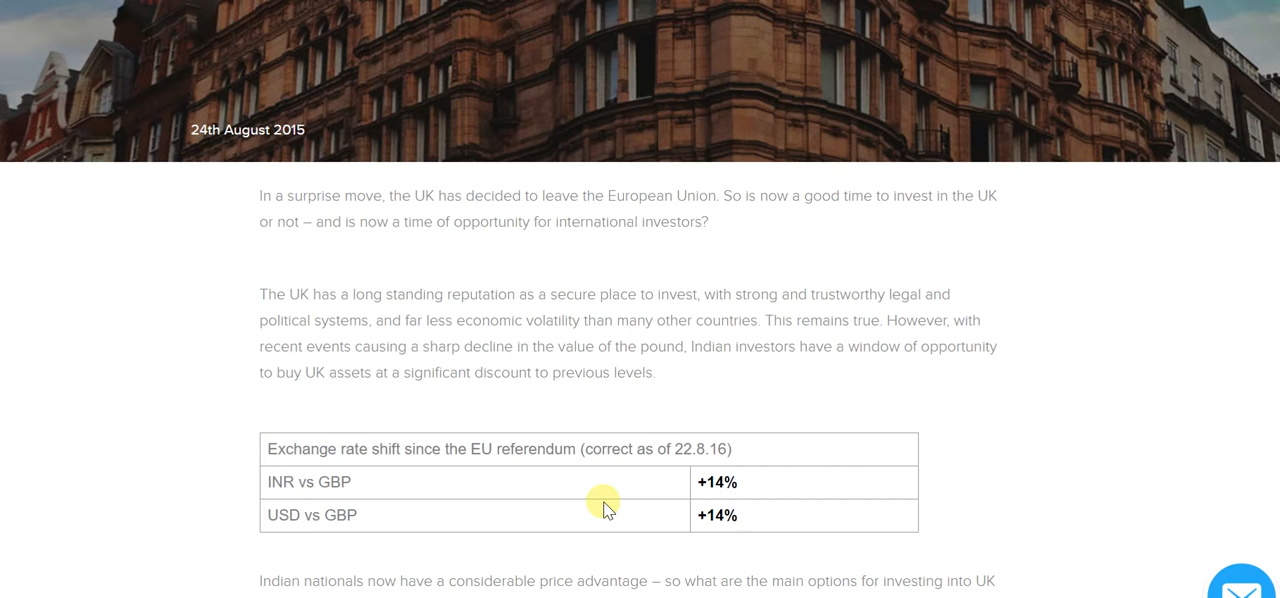 24th August 2015
In a surprise move, the UK has decided to leave the European Union. So is now a good time to invest in the UK
or not – and is now a time of opportunity for international investors?
The UK has a long standing reputation as a secure place to invest, with strong and trustworthy legal and
political systems, and far less economic volatility than many other countries. This remains true. However, with
recent events causing a sharp decline in the value of the pound, Indian investors have a window of opportunity
to buy UK assets at a significant discount to previous levels.
Exchange rate shift since the EU referendum (correct as of 22.8.16)
INR vs GBP +14%
USD vs GBP +14%
Indian nationals now have a considerable price advantage – so what are the main options for investing into UK